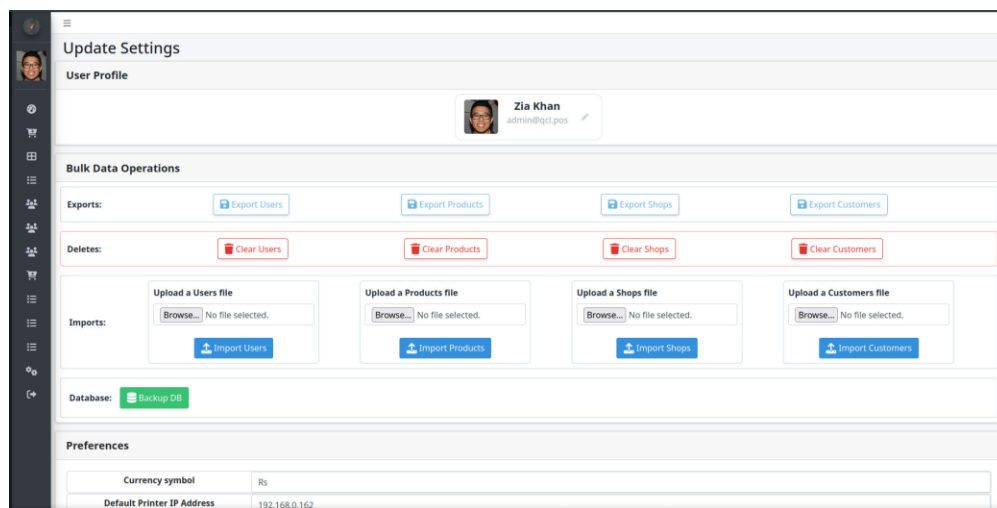 Update Settings
User Profile
Zia Khan
admin@qcl.pos
Bulk Data Operations
Exports: Export Users Export Products Export Shops Export Customers
Deletes: Clear Users Clear Products Clear Shops Clear Customers
Upload a Users file Upload a Products file Upload a Shops file Upload a Customers file
Imports: Browse... No file selected. Browse... No file selected. Browse... No file selected. Browse... No file selected.
Import Users Import Products Import Shops Import Customers
Database: Backup DB
Preferences
Currency symbol Rs
Default Printer IP Address 192.168.0.162